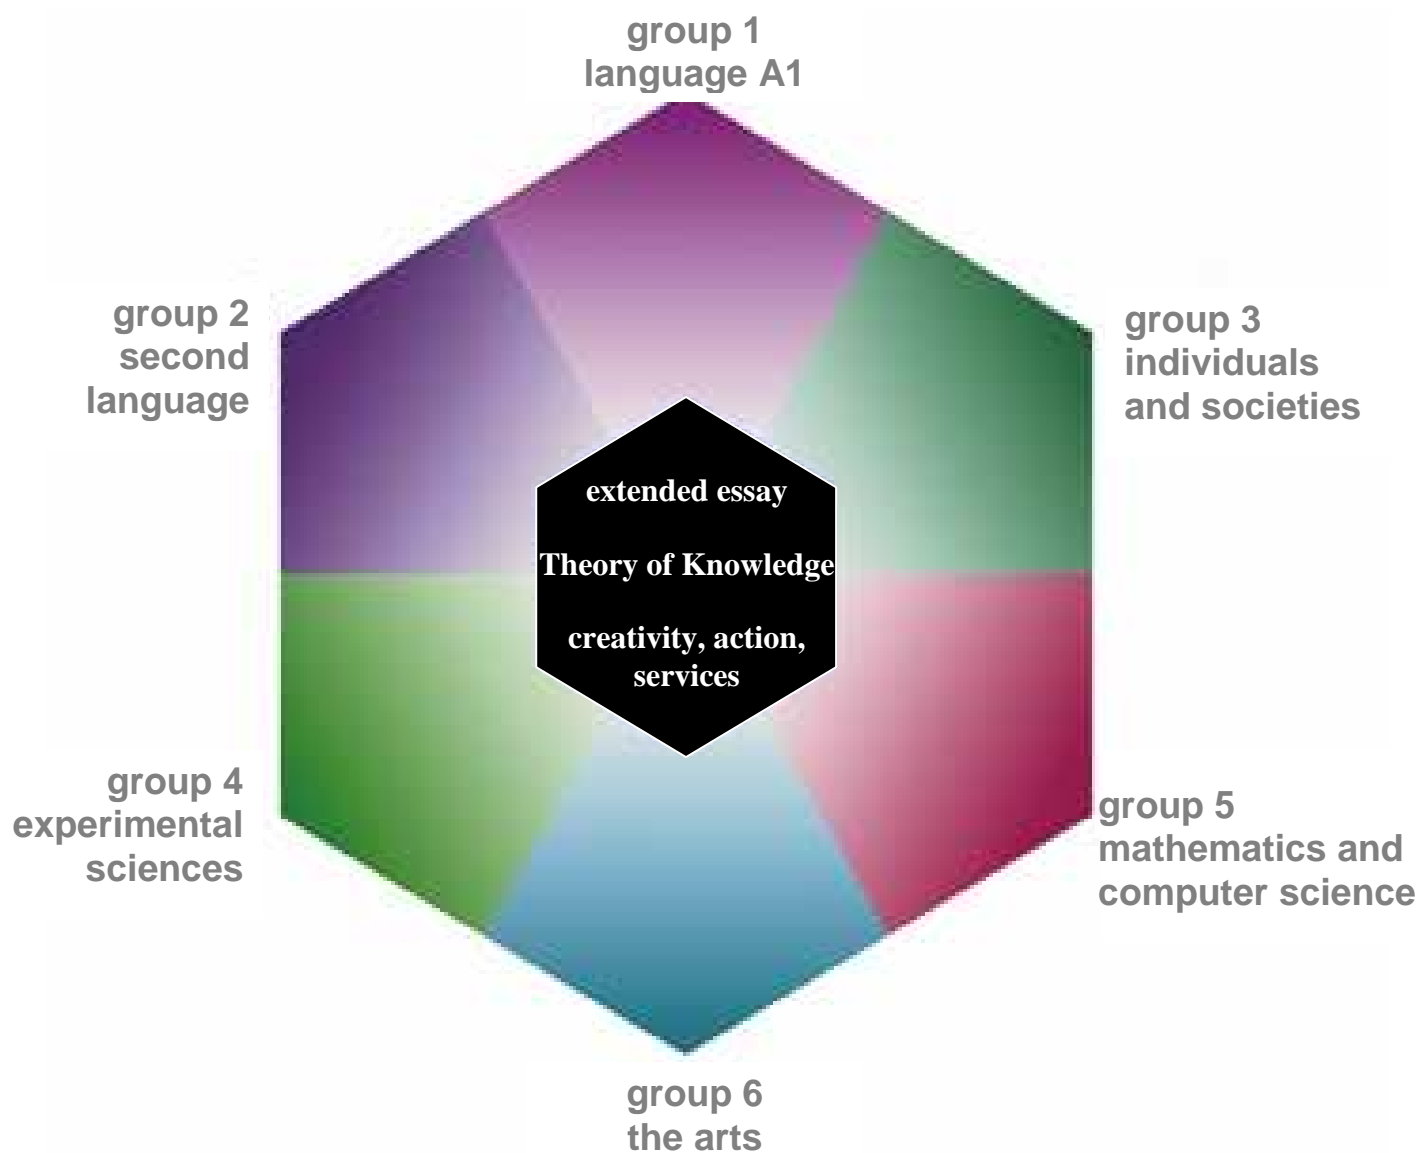 group 1
language A1
group 2
second
language
group 3
individuals
and societies
extended essay
Theory of Knowledge
creativity, action,
services
group 4
experimental
sciences
group 5
mathematics and
computer science
group 6
the arts